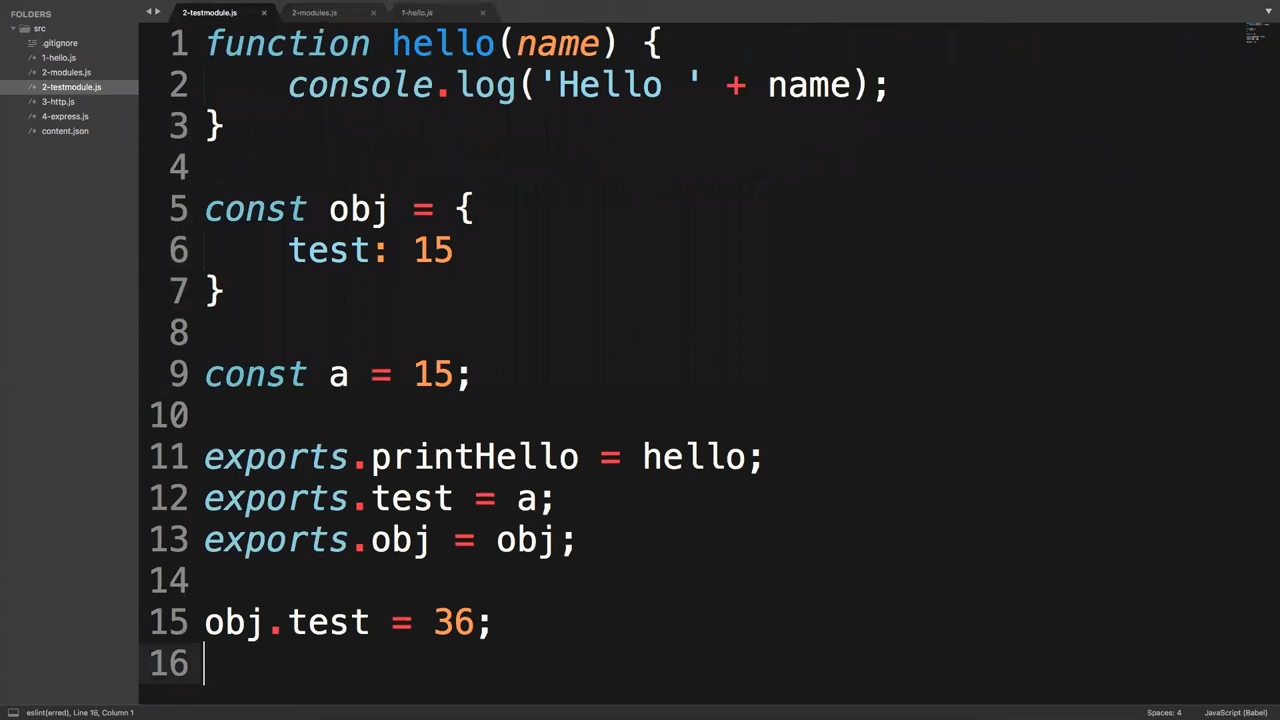 FOLDERS
src
.gitignore
1-hello.js
2-modules.js
2-testmodule.js
3-http.js
4-express.js
content.json
2-testmodule.js × 2-modules.js × 1-hello.js ×
1 function hello(name) {
2 console.log('Hello ' + name);
3 }
4
5 const obj = {
6 test: 15
7 }
8
9 const a = 15;
10
11 exports.printHello = hello;
12 exports.test = a;
13 exports.obj = obj;
14
15 obj.test = 36;
16
eslint(erred), Line 16, Column 1 Spaces: 4 JavaScript (Babel)